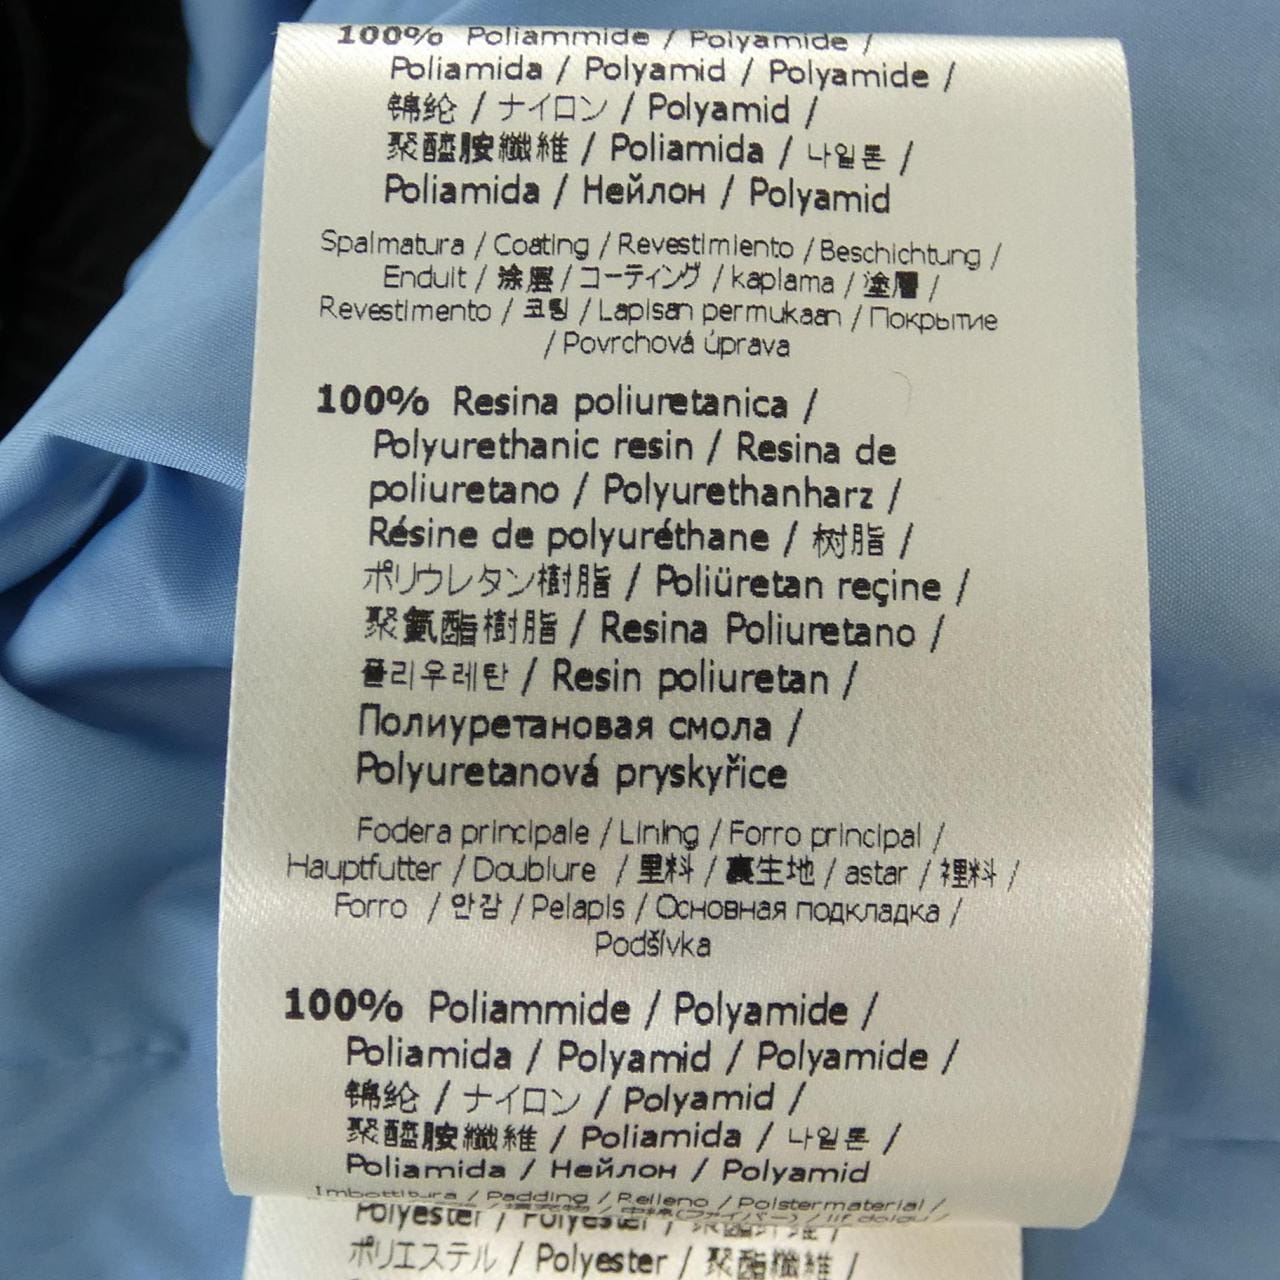 100% Poliammide / Polyamide /
Poliamida / Polyamid / Polyamide /
锦纶 / ナイロン / Polyamid /
聚醯胺纖維 / Poliamida / 나일론 /
Poliamida / Нейлон / Polyamid
Spalmatura / Coating / Revestimiento / Beschichtung /
Enduit / 涂层 / コーティング / kaplama / 塗層 /
Revestimento / 코팅 / Lapisan permukaan / Покрытие
/ Povrchová úprava
100% Resina poliuretanica /
Polyurethanic resin / Resina de
poliuretano / Polyurethanharz /
Résine de polyuréthane / 树脂 /
ポリウレタン樹脂 / Poliüretan reçine /
聚氨酯樹脂 / Resina Poliuretano /
폴리우레탄 / Resin poliuretan /
Полиуретановая смола /
Polyuretanová pryskyřice
Fodera principale / Lining / Forro principal /
Hauptfutter / Doublure / 里料 / 裏生地 / astar / 裡料 /
Forro / 안감 / Pelapis / Основная подкладка /
Podšívka
100% Poliammide / Polyamide /
Poliamida / Polyamid / Polyamide /
锦纶 / ナイロン / Polyamid /
聚醯胺纖維 / Poliamida / 나일론 /
Poliamida / Нейлон / Polyamid
Imbottitura / Padding / Relleno / Polstermaterial /
Polyester / Polyester /
ポリエステル / Polyester / 聚酯纖維 /